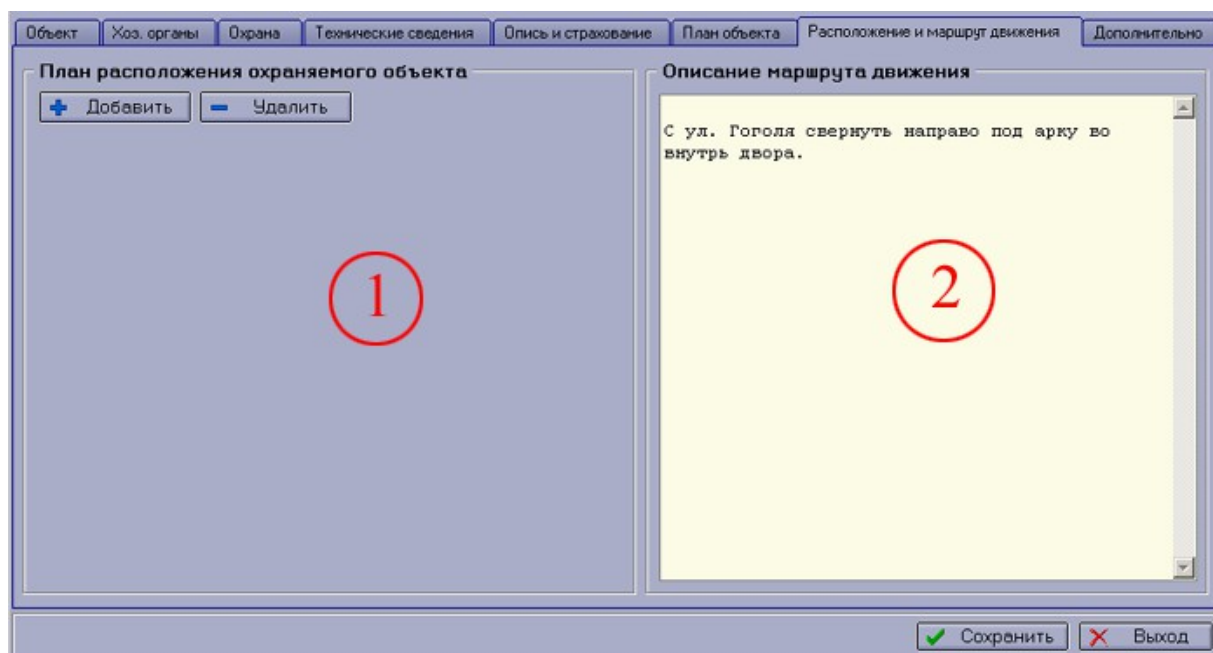 Объект Хоз. органы Охрана Технические сведения Опись и страхование План объекта Расположение и маршрут движения Дополнительно
План расположения охраняемого объекта
Добавить Удалить
1
Описание маршрута движения
С ул. Гоголя свернуть направо под арку во
внутрь двора.
2
Сохранить Выход